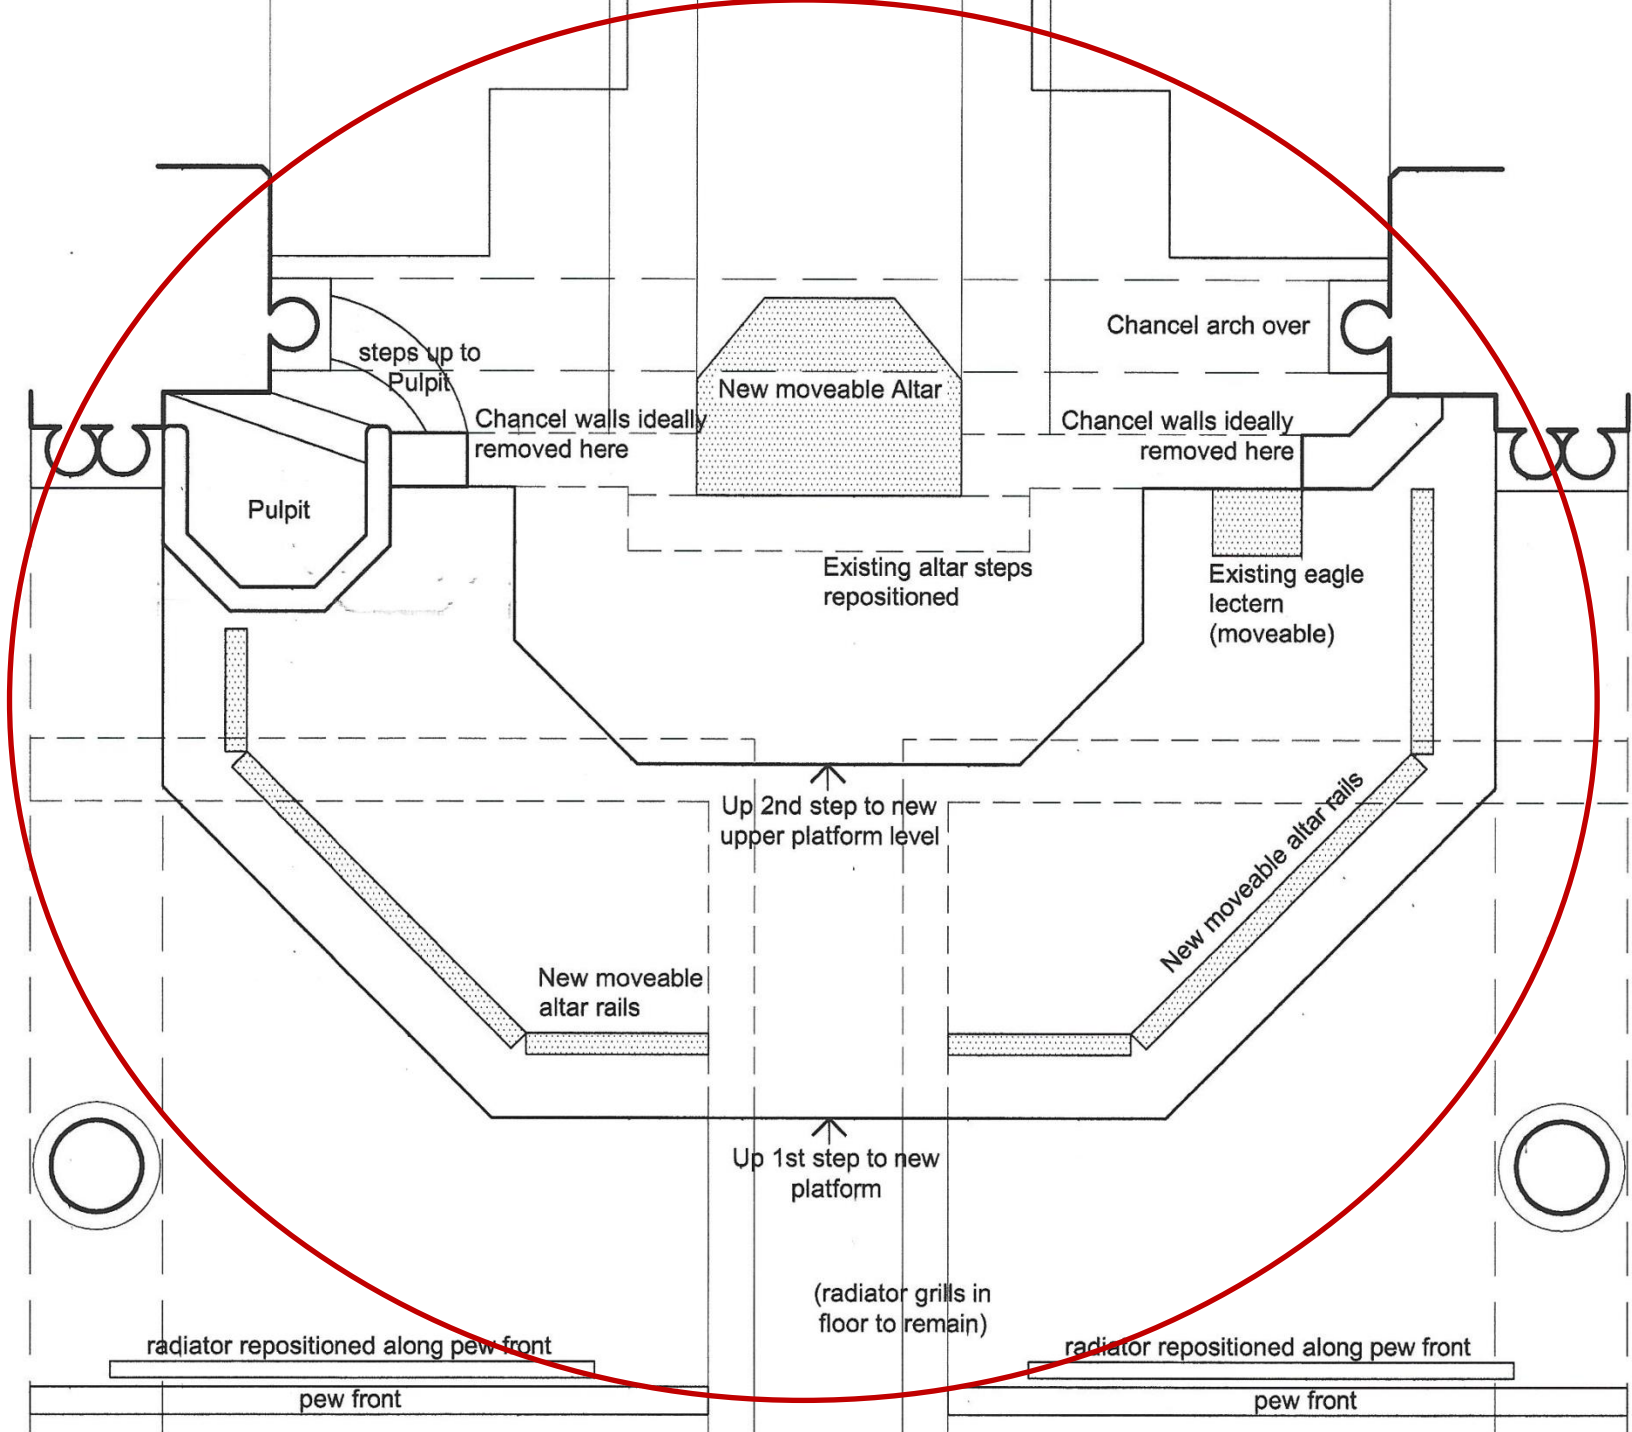 Chancel arch over
steps up to
Pulpit
New moveable Altar
Chancel walls ideally
removed here
Chancel walls ideally
removed here
Pulpit
Existing altar steps
repositioned
Existing eagle
lectern
(moveable)
Up 2nd step to new
upper platform level
New moveable altar rails
New moveable
altar rails
Up 1st step to new
platform
(radiator grills in
floor to remain)
radiator repositioned along pew front
radiator repositioned along pew front
pew front
pew front